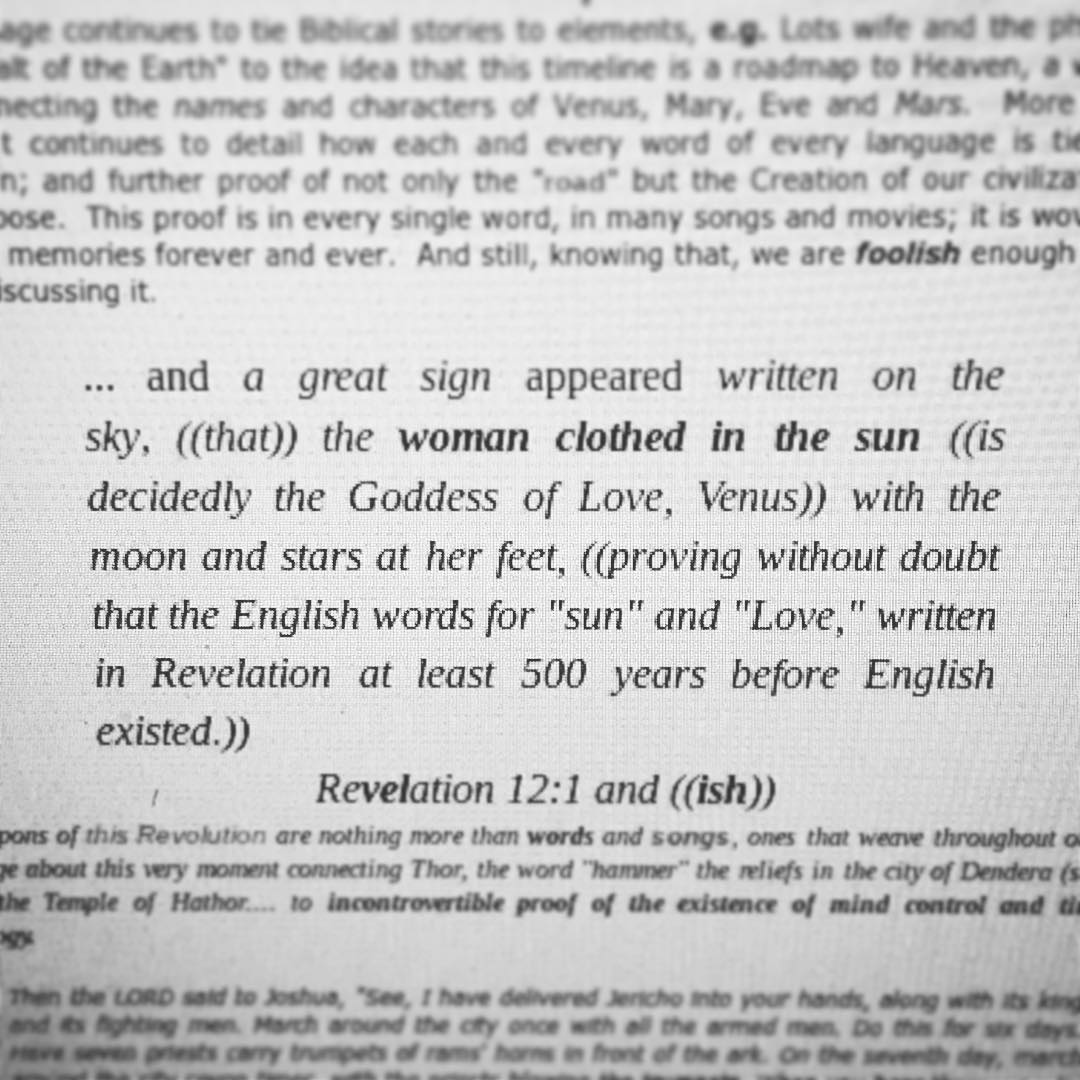 age continues to tie Biblical stories to elements, e.g. Lots wife and the ph
alt of the Earth" to the idea that this timeline is a roadmap to Heaven, a w
necting the names and characters of Venus, Mary, Eve and Mars. More
t continues to detail how each and every word of every language is tie
n; and further proof of not only the "road" but the Creation of our civiliza
pose. This proof is in every single word, in many songs and movies; it is wov
memories forever and ever. And still, knowing that, we are foolish enough
iscussing it.
... and a great sign appeared written on the
sky, ((that)) the woman clothed in the sun ((is
decidedly the Goddess of Love, Venus)) with the
moon and stars at her feet, ((proving without doubt
that the English words for "sun" and "Love," written
in Revelation at least 500 years before English
existed.))
Revelation 12:1 and ((ish))
pons of this Revolution are nothing more than words and songs, ones that weave throughout o
ge about this very moment connecting Thor, the word "hammer" the reliefs in the city of Dendera (s
the Temple of Hathor.... to incontrovertible proof of the existence of mind control and ti
ogy.
Then the LORD said to Joshua, "See, I have delivered Jericho into your hands, along with its king
and its fighting men. March around the city once with all the armed men. Do this for six days.
Have seven priests carry trumpets of rams' horns in front of the ark. On the seventh day, march